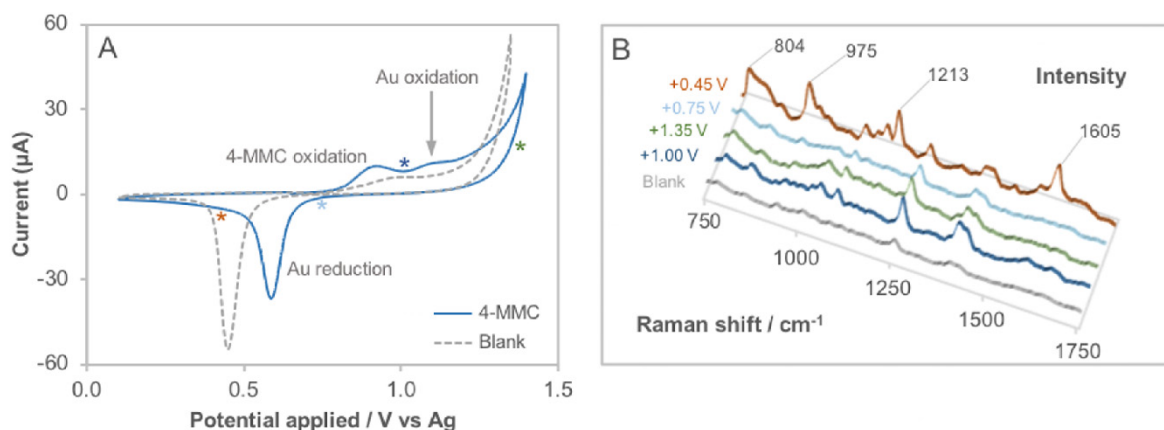 A
60
30
0
-30
-60
Current (µA)
Au oxidation
4-MMC oxidation
*
*
*
*
Au reduction
4-MMC
Blank
0.0
0.5
1.0
1.5
Potential applied / V vs Ag
B
804
975
1213
1605
Intensity
+0.45 V
+0.75 V
+1.35 V
+1.00 V
Blank
750
1000
1250
1500
1750
Raman shift / cm⁻¹